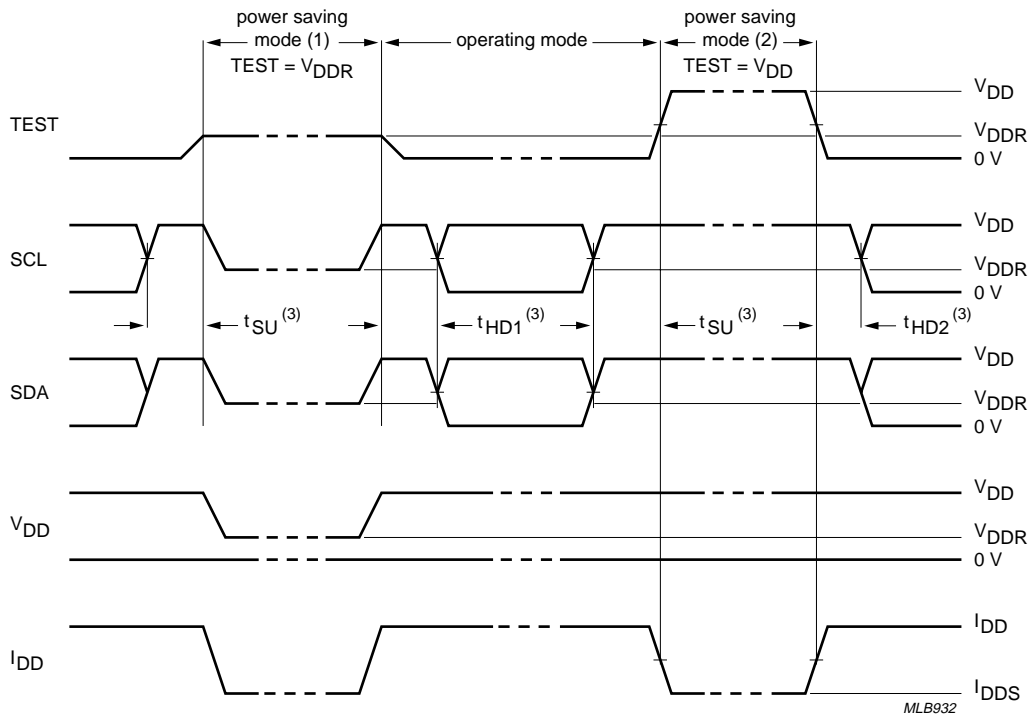 power saving
mode (1)
TEST = VDDR
operating mode
power saving
mode (2)
TEST = VDD
TEST
VDD
VDDR
0 V
SCL
VDD
VDDR
0 V
tSU(3)
tHD1(3)
tSU(3)
tHD2(3)
SDA
VDD
VDDR
0 V
VDD
VDD
VDDR
0 V
IDD
IDD
IDDS
MLB932